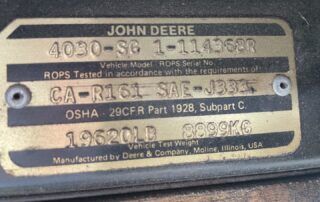 JOHN DEERE
4030-SG 1-114368R
Vehicle Model ROPS Serial No.
ROPS Tested in accordance with the requirements of:
CA-R161 SAE-J333
OSHA - 29CFR Part 1928, Subpart C.
19620LB 8899KG
Vehicle Test Weight
Manufactured by Deere & Company, Moline, Illinois, USA